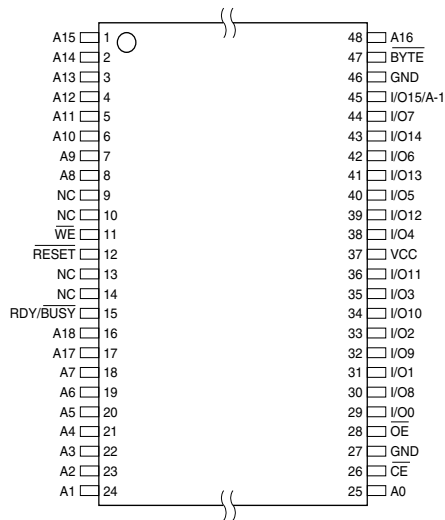 A15 1 48 A16
A14 2 47 BYTE
A13 3 46 GND
A12 4 45 I/O15/A-1
A11 5 44 I/O7
A10 6 43 I/O14
A9 7 42 I/O6
A8 8 41 I/O13
NC 9 40 I/O5
NC 10 39 I/O12
WE 11 38 I/O4
RESET 12 37 VCC
NC 13 36 I/O11
NC 14 35 I/O3
RDY/BUSY 15 34 I/O10
A18 16 33 I/O2
A17 17 32 I/O9
A7 18 31 I/O1
A6 19 30 I/O8
A5 20 29 I/O0
A4 21 28 OE
A3 22 27 GND
A2 23 26 CE
A1 24 25 A0